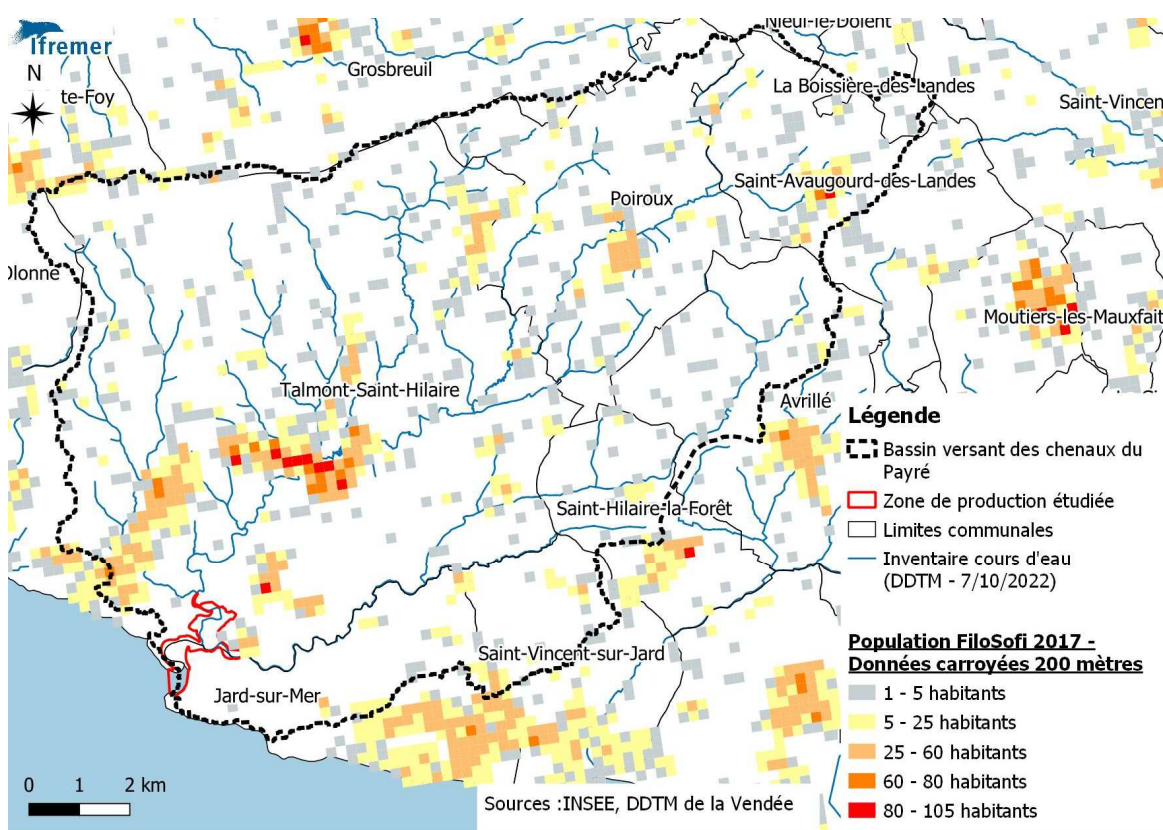 Ifremer
N
te-Foy
Grosbreuil
Nieul-le-Dolent
La Boissière-des-Landes
Saint-Vincen
Saint-Avaugourd-des-Landes
Poiroux
Olonne
Moutiers-les-Mauxfait
Talmont-Saint-Hilaire
Avrillé
Saint-Hilaire-la-Forêt
Saint-Vincent-sur-Jard
Jard-sur-Mer
0 1 2 km
Sources :INSEE, DDTM de la Vendée
Légende
Bassin versant des chenaux du
Payré
Zone de production étudiée
Limites communales
Inventaire cours d'eau
(DDTM - 7/10/2022)
Population FiloSofi 2017 -
Données carroyées 200 mètres
1 - 5 habitants
5 - 25 habitants
25 - 60 habitants
60 - 80 habitants
80 - 105 habitants